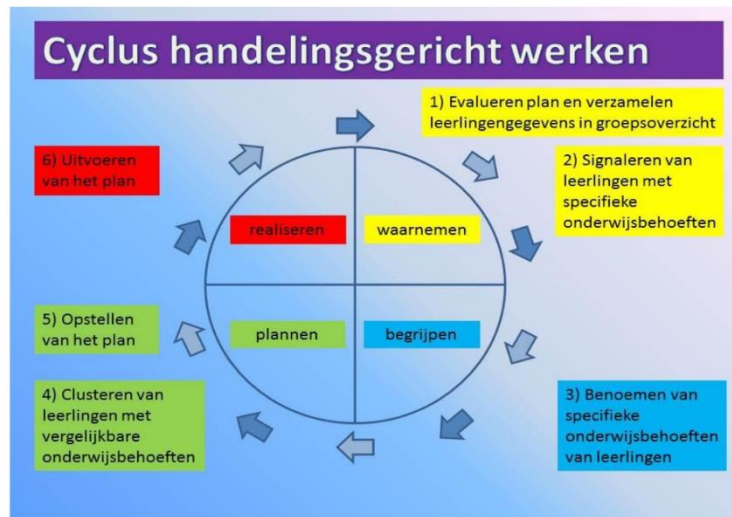 Cyclus handelingsgericht werken
1) Evalueren plan en verzamelen
leerlingengegevens in groepsoverzicht
2) Signaleren van
leerlingen met
specifieke
onderwijsbehoeften
3) Benoemen van
specifieke
onderwijsbehoeften
van leerlingen
4) Clusteren van
leerlingen met
vergelijkbare
onderwijsbehoeften
5) Opstellen
van het plan
6) Uitvoeren
van het plan
realiseren
waarnemen
plannen
begrijpen